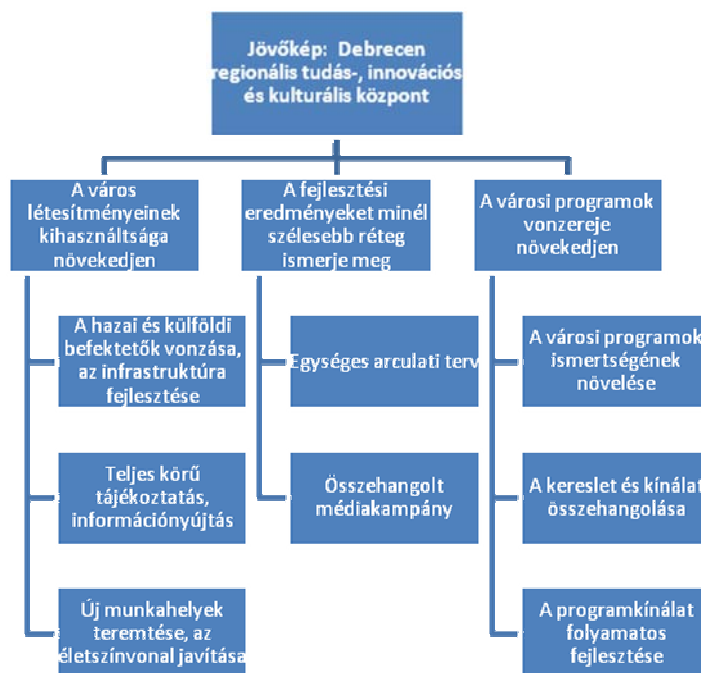 Jövőkép: Debrecen
regionális tudás-, innovációs
és kulturális központ
A város
létesítményeinek
kihasználtsága
növekedjen
A hazai és külföldi
befektetők vonzása,
az infrastruktúra
fejlesztése
Teljes körű
tájékoztatás,
információnyújtás
Új munkahelyek
teremtése, az
életszínvonal javítása
A fejlesztési
eredményeket minél
szélesebb réteg
ismerje meg
Egységes arculati terv
Összehangolt
médiakampány
A városi programok
vonzereje
növekedjen
A városi programok
ismertségének
növelése
A kereslet és kínálat
összehangolása
A programkínálat
folyamatos
fejlesztése